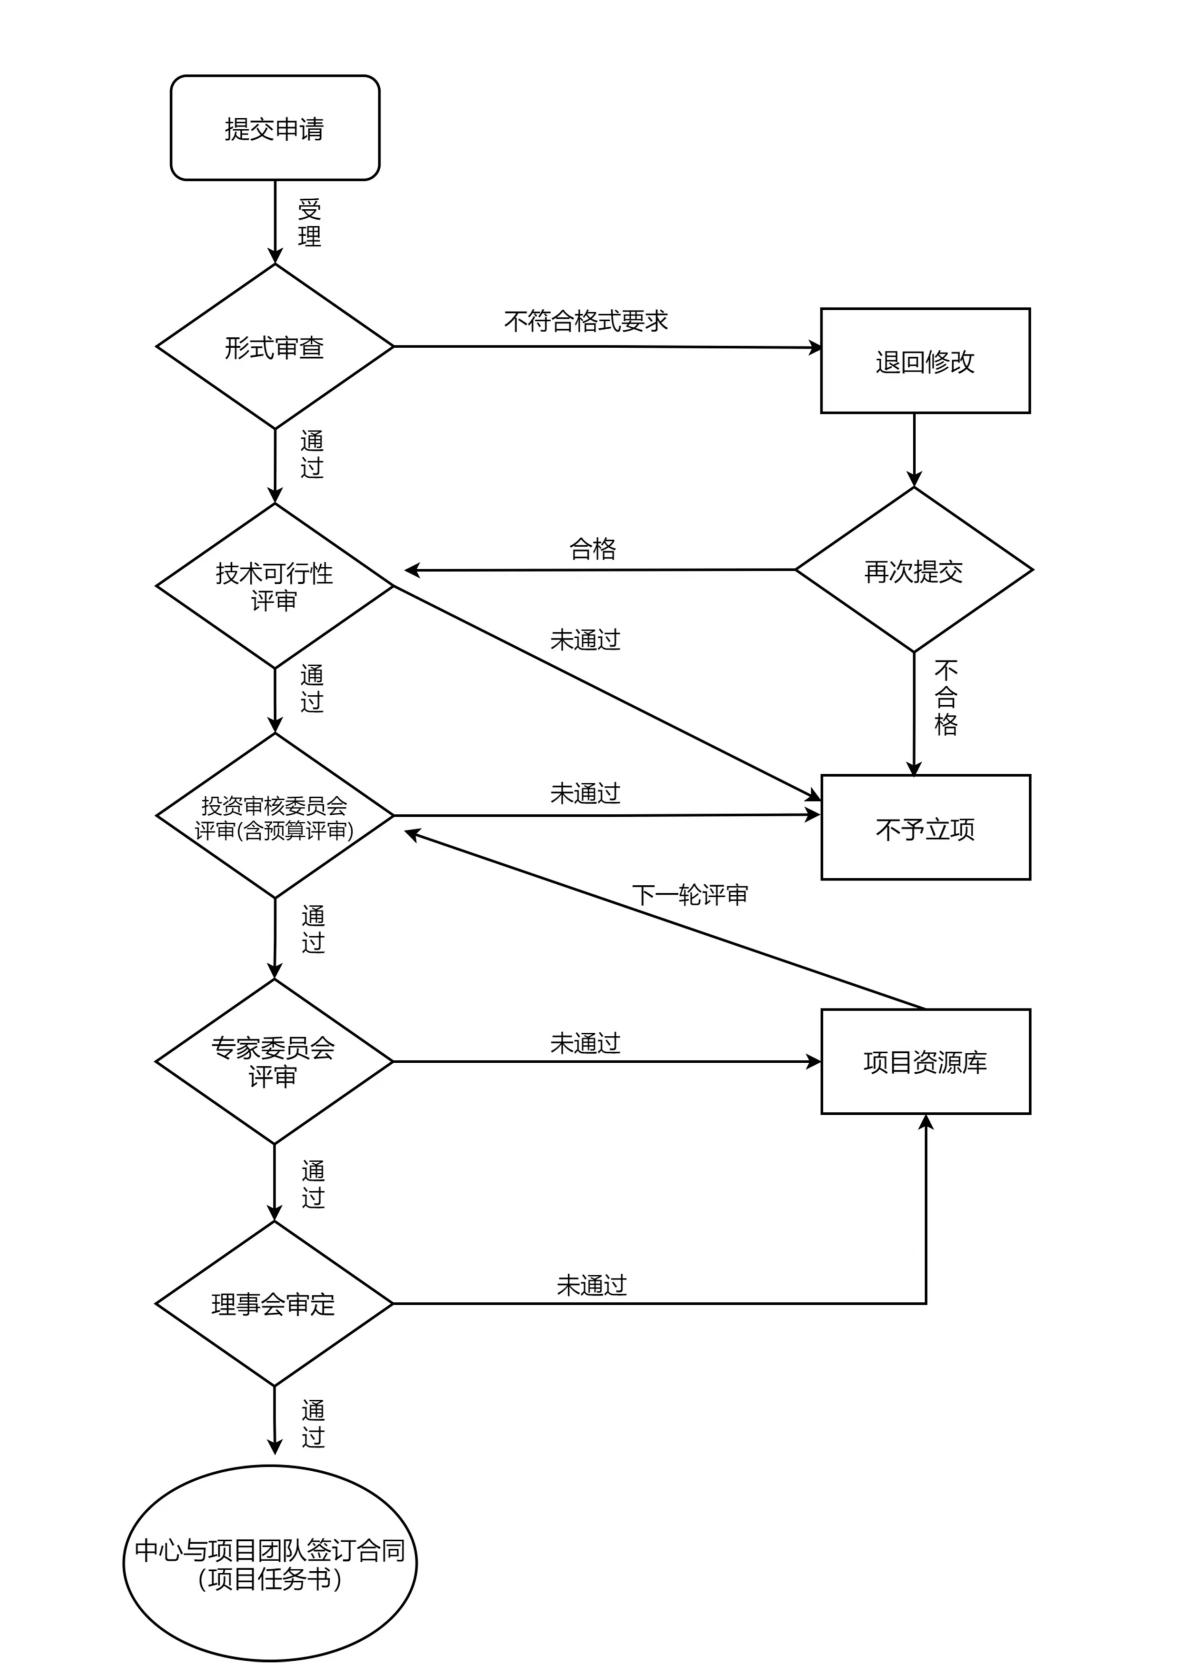 提交申请
受
理
形式审查
不符合格式要求
退回修改
通
过
技术可行性
评审
合格
再次提交
未通过
不
合
格
通
过
投资审核委员会
评审(含预算评审)
未通过
不予立项
下一轮评审
通
过
专家委员会
评审
未通过
项目资源库
通
过
理事会审定
未通过
通
过
中心与项目团队签订合同
（项目任务书）